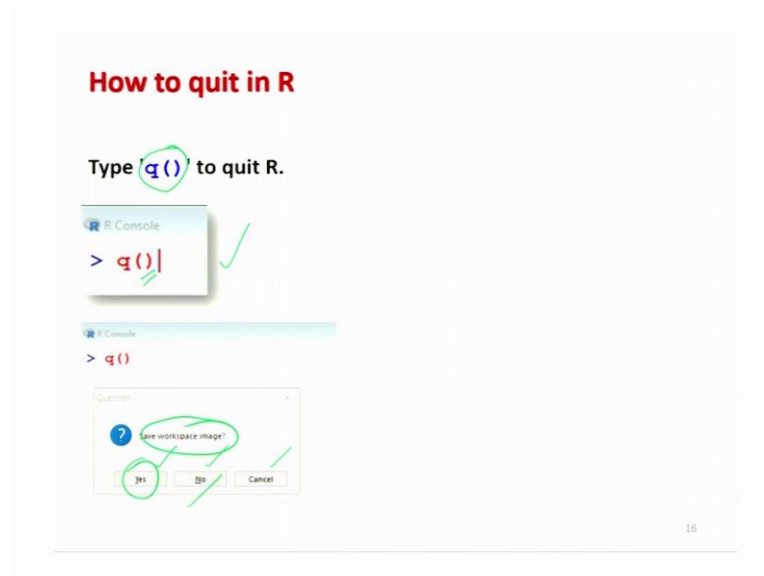 How to quit in R
Type 'q()' to quit R.
R R Console
> q()
R R Console
> q()
Question ×
? Save workspace image?
Yes No Cancel
16